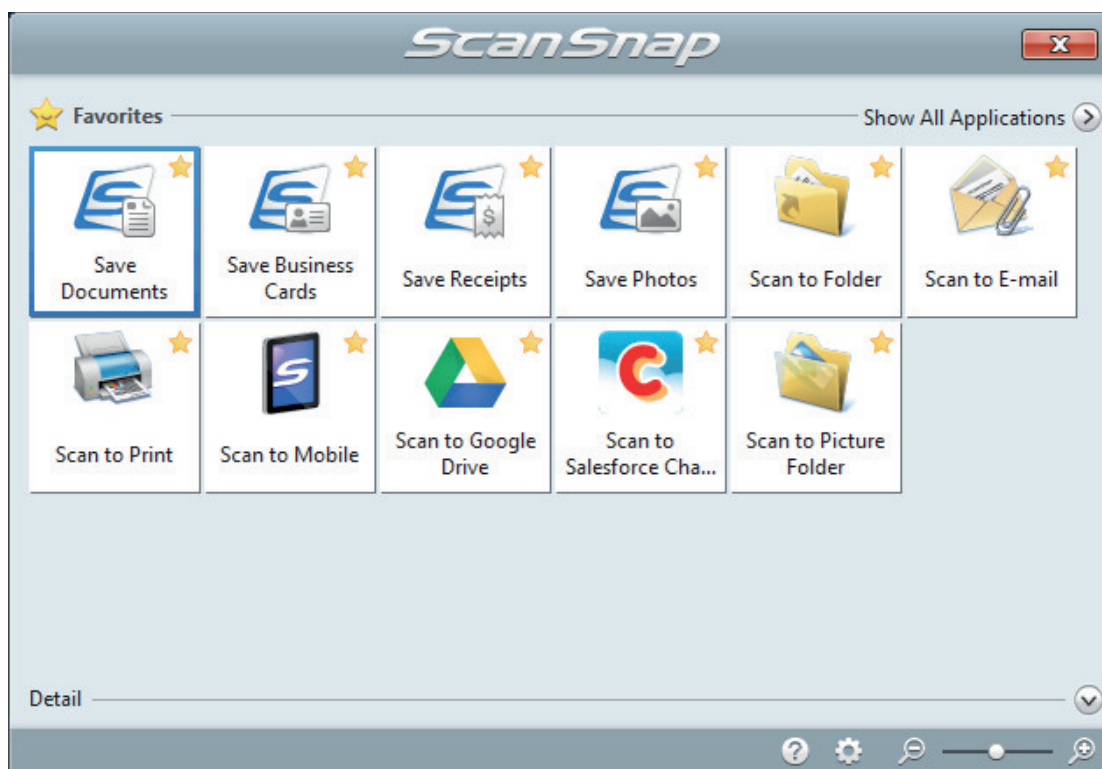 ScanSnap
Favorites
Show All Applications
Save
Documents
Save Business
Cards
Save Receipts
Save Photos
Scan to Folder
Scan to E-mail
Scan to Print
Scan to Mobile
Scan to Google
Drive
Scan to
Salesforce Cha...
Scan to Picture
Folder
Detail